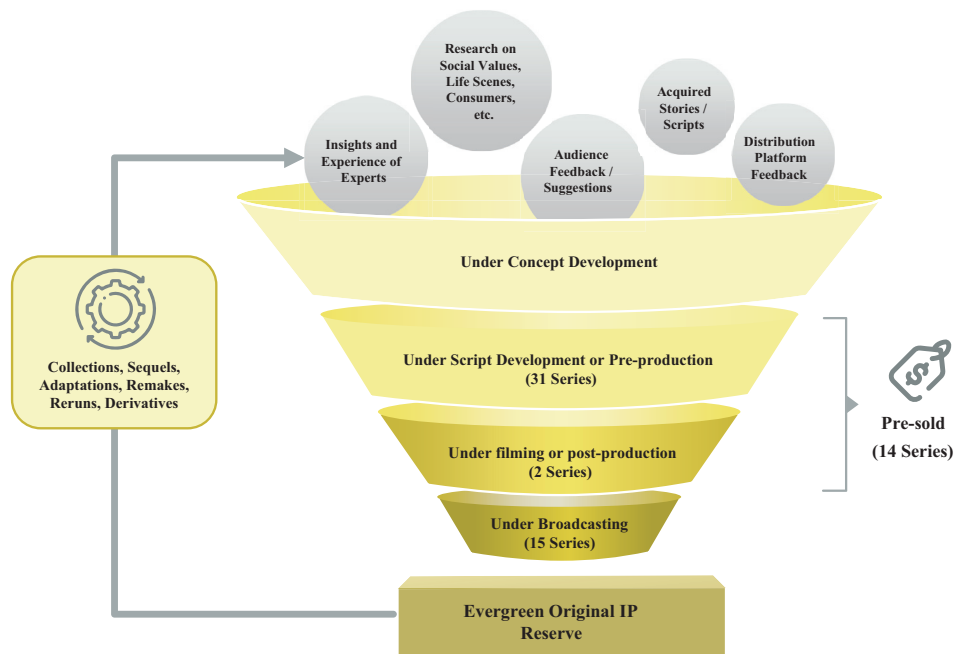 Research on
Social Values,
Life Scenes,
Consumers,
etc.
Acquired
Stories /
Scripts
Insights and
Experience of
Experts
Audience
Feedback /
Suggestions
Distribution
Platform
Feedback
Under Concept Development
Collections, Sequels,
Adaptations, Remakes,
Reruns, Derivatives
Under Script Development or Pre-production
(31 Series)
$
Pre-sold
(14 Series)
Under filming or post-production
(2 Series)
Under Broadcasting
(15 Series)
Evergreen Original IP
Reserve